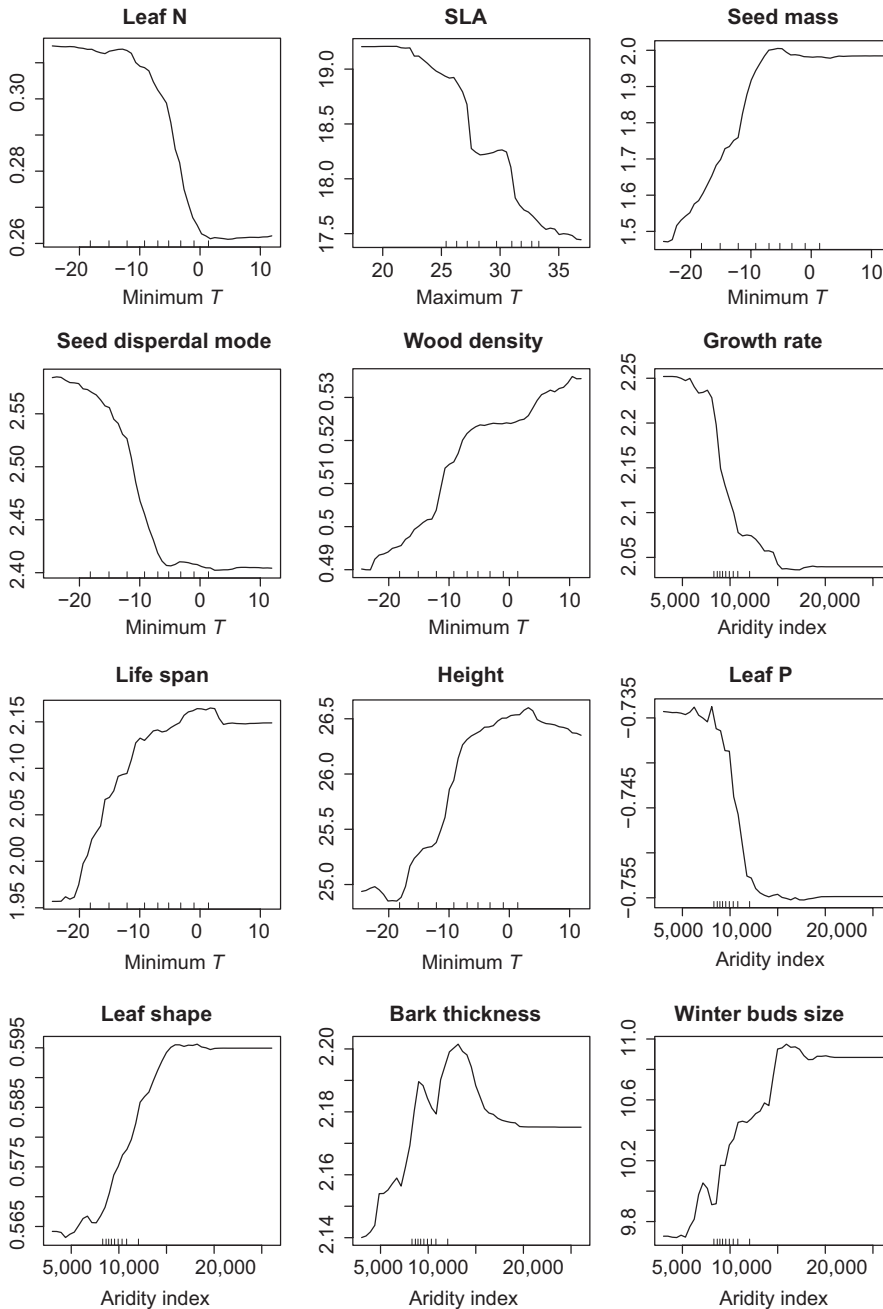 Leaf N
0.30
0.28
0.26
−20 −10 0 10
Minimum T
SLA
19.0
18.5
18.0
17.5
20 25 30 35
Maximum T
Seed mass
2.0
1.9
1.8
1.7
1.6
1.5
−20 −10 0 10
Minimum T
Seed disperdal mode
2.55
2.50
2.45
2.40
−20 −10 0 10
Minimum T
Wood density
0.53
0.52
0.51
0.5
0.49
−20 −10 0 10
Minimum T
Growth rate
2.25
2.2
2.15
2.1
2.05
5,000 10,000 20,000
Aridity index
Life span
2.15
2.10
2.05
2.00
1.95
−20 −10 0 10
Minimum T
Height
26.5
26.0
25.5
25.0
−20 −10 0 10
Minimum T
Leaf P
−0.735
−0.745
−0.755
5,000 10,000 20,000
Aridity index
Leaf shape
0.595
0.585
0.575
0.565
5,000 10,000 20,000
Aridity index
Bark thickness
2.20
2.18
2.16
2.14
5,000 10,000 20,000
Aridity index
Winter buds size
11.0
10.6
10.2
9.8
5,000 10,000 20,000
Aridity index